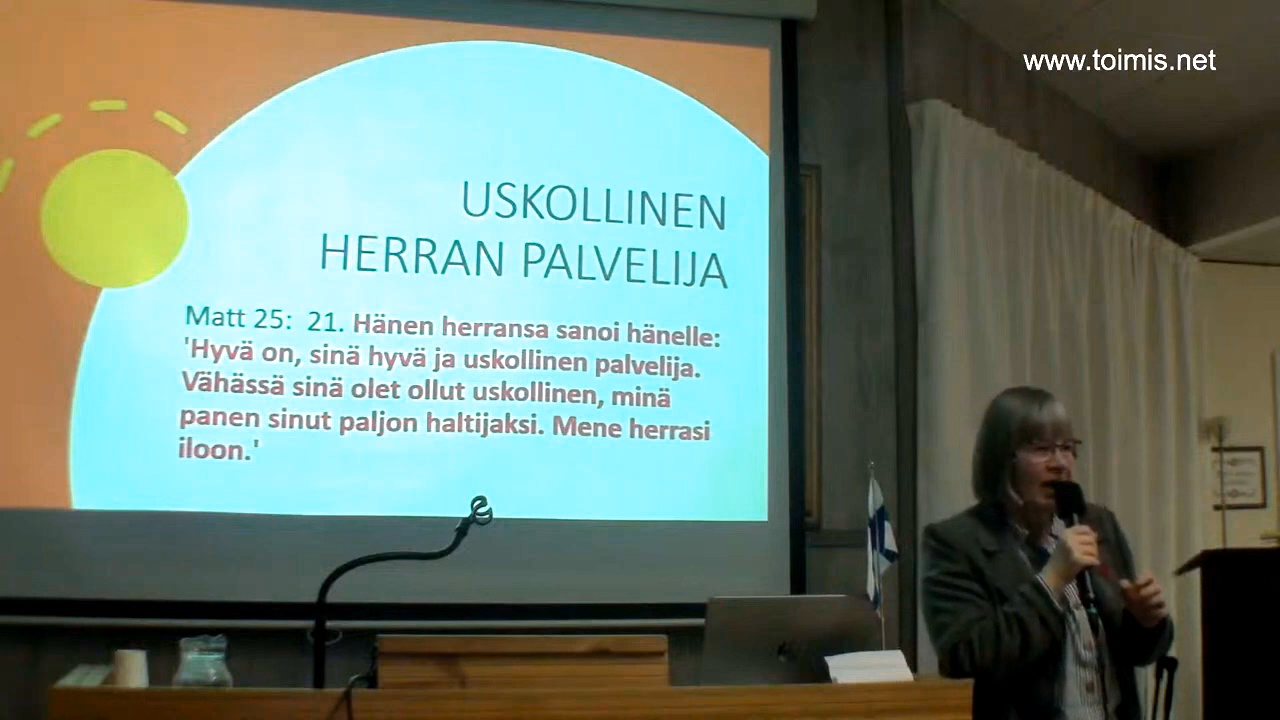 www.toimis.net
USKOLLINEN
HERRAN PALVELIJA
Matt 25:  21. Hänen herransa sanoi hänelle:
'Hyvä on, sinä hyvä ja uskollinen palvelija.
Vähässä sinä olet ollut uskollinen, minä
panen sinut paljon haltijaksi. Mene herrasi
iloon.'